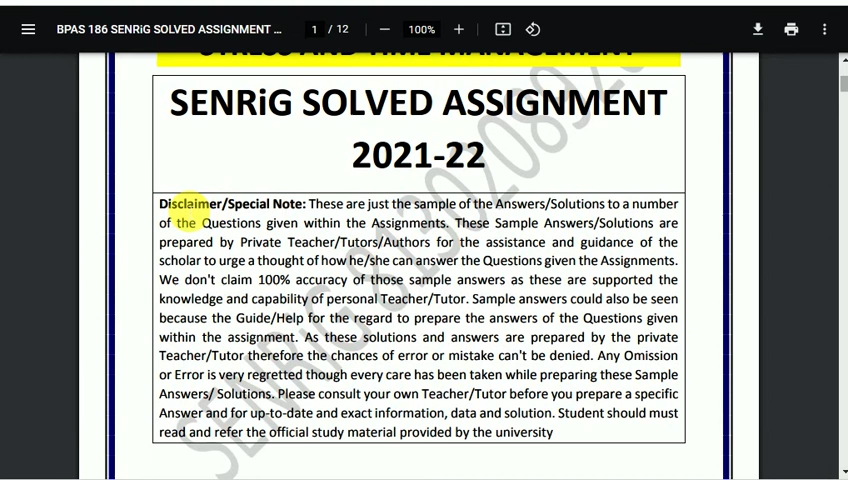 BPAS 186 SENRiG SOLVED ASSIGNMENT ...
1 / 12
100%
STRESS AND TIME MANAGEMENT
SENRiG SOLVED ASSIGNMENT
2021-22
Disclaimer/Special Note: These are just the sample of the Answers/Solutions to a number
of the Questions given within the Assignments. These Sample Answers/Solutions are
prepared by Private Teacher/Tutors/Authors for the assistance and guidance of the
scholar to urge a thought of how he/she can answer the Questions given the Assignments.
We don't claim 100% accuracy of those sample answers as these are supported the
knowledge and capability of personal Teacher/Tutor. Sample answers could also be seen
because the Guide/Help for the regard to prepare the answers of the Questions given
within the assignment. As these solutions and answers are prepared by the private
Teacher/Tutor therefore the chances of error or mistake can't be denied. Any Omission
or Error is very regretted though every care has been taken while preparing these Sample
Answers/ Solutions. Please consult your own Teacher/Tutor before you prepare a specific
Answer and for up-to-date and exact information, data and solution. Student should must
read and refer the official study material provided by the university
SENRiG